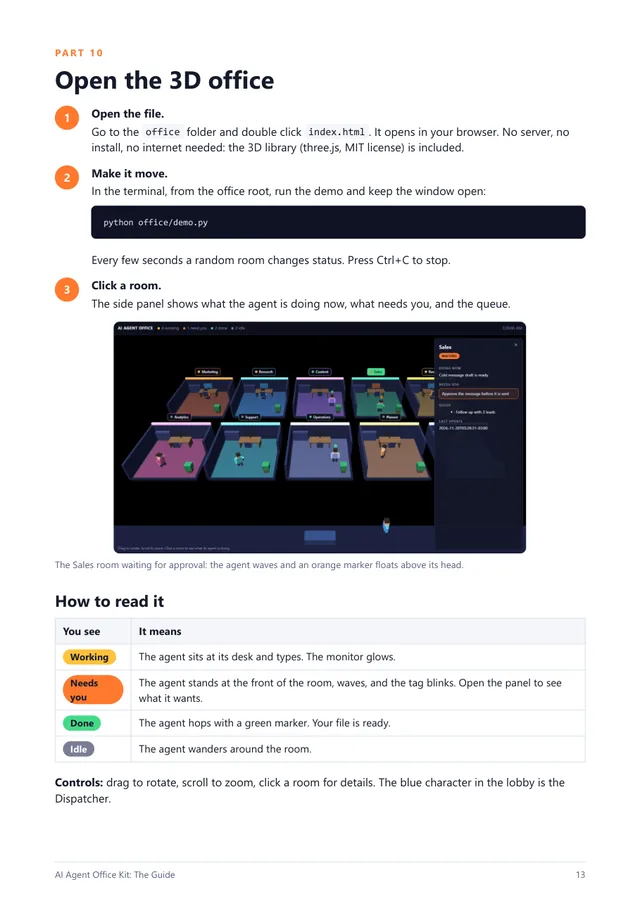 PART 10
Open the 3D office
1
Open the file.
Go to the office folder and double click index.html. It opens in your browser. No server, no
install, no internet needed: the 3D library (three.js, MIT license) is included.
2
Make it move.
In the terminal, from the office root, run the demo and keep the window open:
python office/demo.py
Every few seconds a random room changes status. Press Ctrl+C to stop.
3
Click a room.
The side panel shows what the agent is doing now, what needs you, and the queue.
AI AGENT OFFICE
Sales
Marketing
Research
Content
Sales
Cold message draft is ready
Approve the message before it is sent
Analytics
Support
Operations
Planner
Follow up with 3 leads
LAST UPDATE
The Sales room waiting for approval: the agent waves and an orange marker floats above its head.
How to read it
You see It means
Working The agent sits at its desk and types. The monitor glows.
Needs The agent stands at the front of the room, waves, and the tag blinks. Open the panel to see
you what it wants.
Done The agent hops with a green marker. Your file is ready.
Idle The agent wanders around the room.
Controls: drag to rotate, scroll to zoom, click a room for details. The blue character in the lobby is the
Dispatcher.
AI Agent Office Kit: The Guide 13